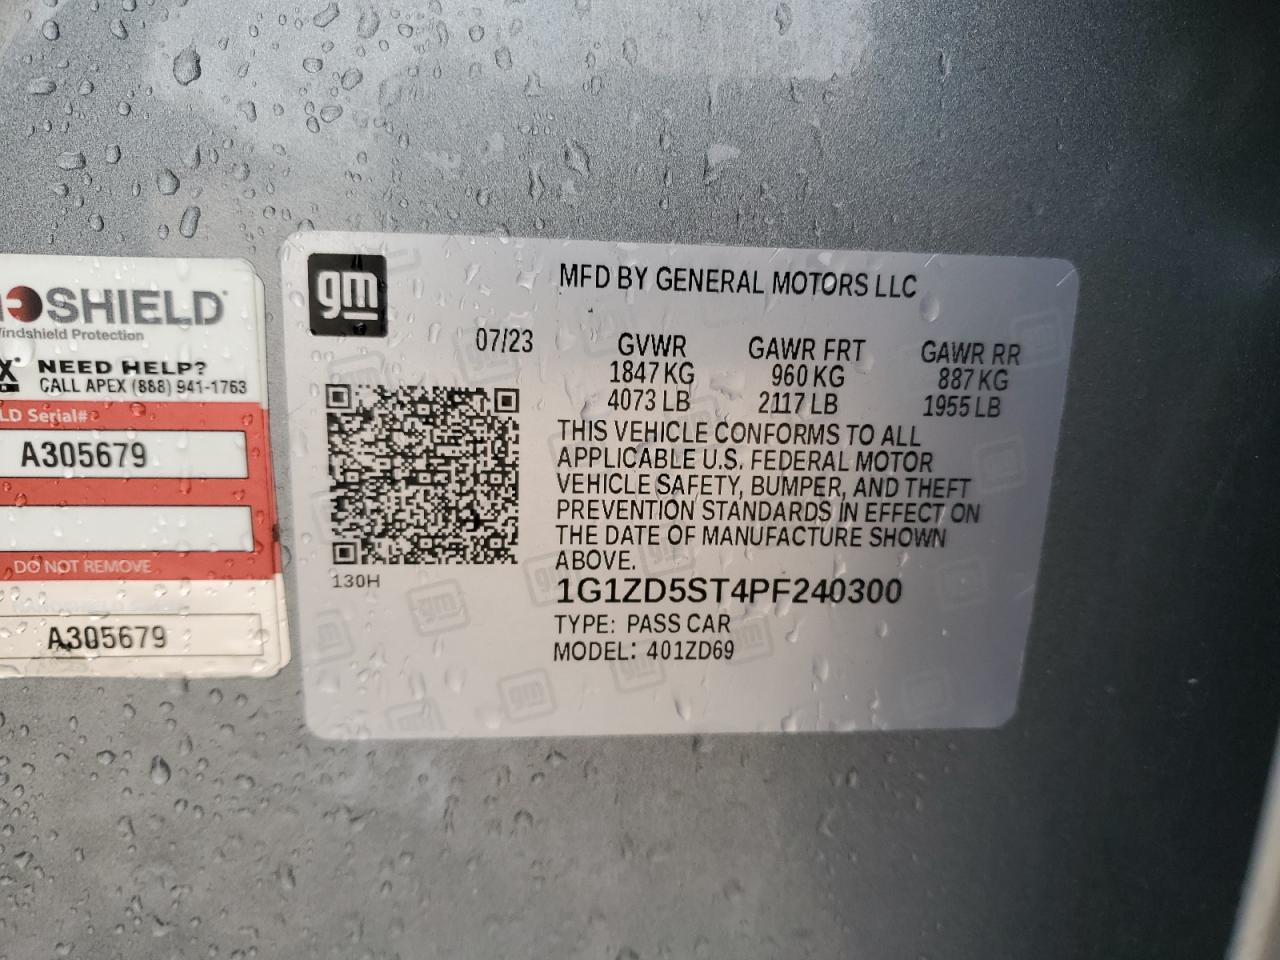 OSHIELD
Windshield Protection
X
NEED HELP?
CALL APEX (888) 941-1763
LD Serial#
A305679
DO NOT REMOVE
A305679
gm
MFD BY GENERAL MOTORS LLC
07/23
GVWR GAWR FRT GAWR RR
1847 KG 960 KG 887 KG
4073 LB 2117 LB 1955 LB
THIS VEHICLE CONFORMS TO ALL
APPLICABLE U.S. FEDERAL MOTOR
VEHICLE SAFETY, BUMPER, AND THEFT
PREVENTION STANDARDS IN EFFECT ON
THE DATE OF MANUFACTURE SHOWN
ABOVE.
130H
1G1ZD5ST4PF240300
TYPE: PASS CAR
MODEL: 401ZD69
gm